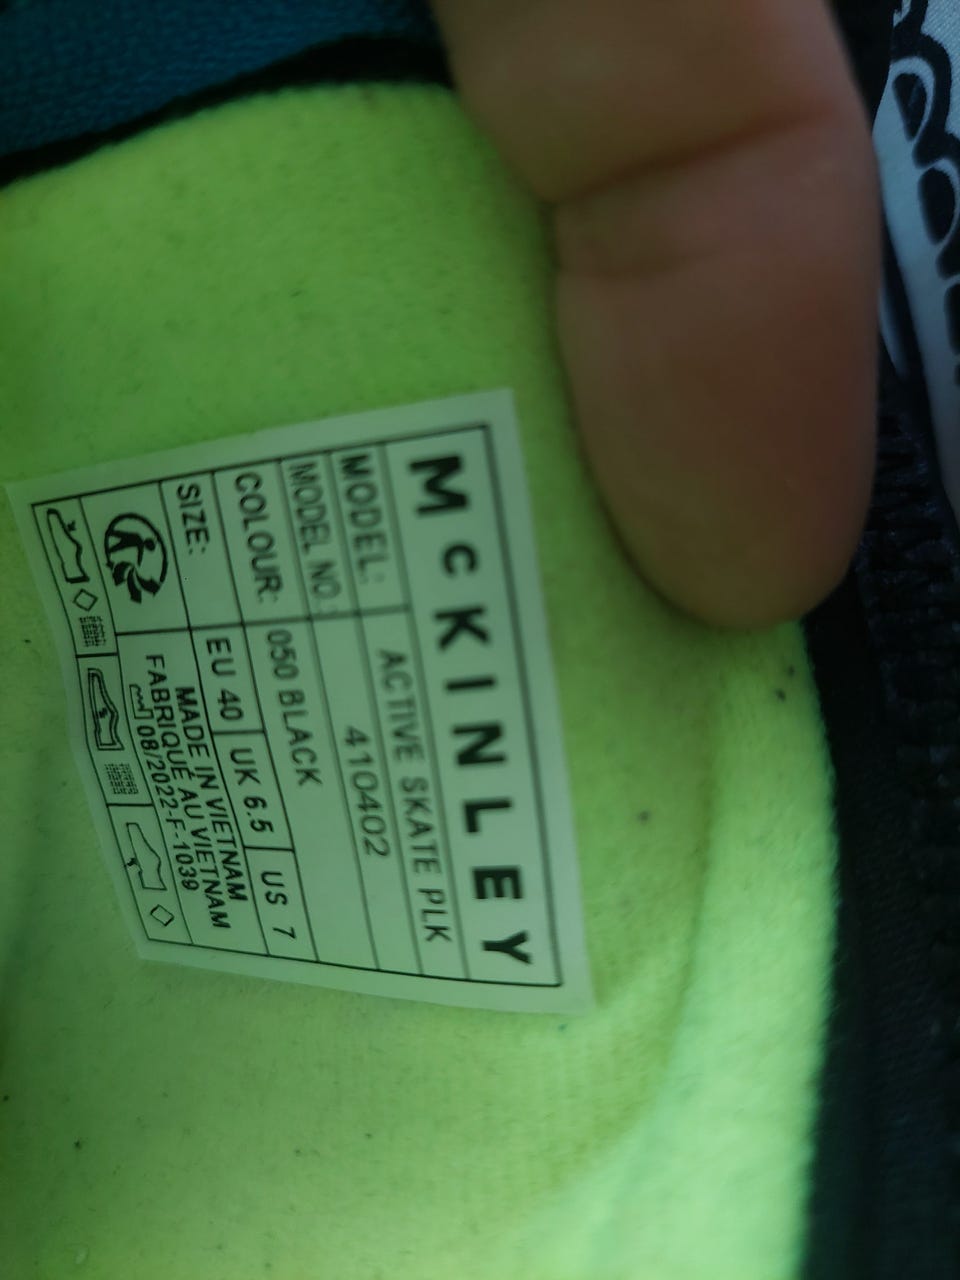 McKINLEY
MODEL: ACTIVE SKATE PLK
MODEL NO.: 410402
COLOUR: 050 BLACK
SIZE: EU 40 UK 6.5 US 7
MADE IN VIETNAM
FABRIQUÉ AU VIETNAM
08/2022-F-1039